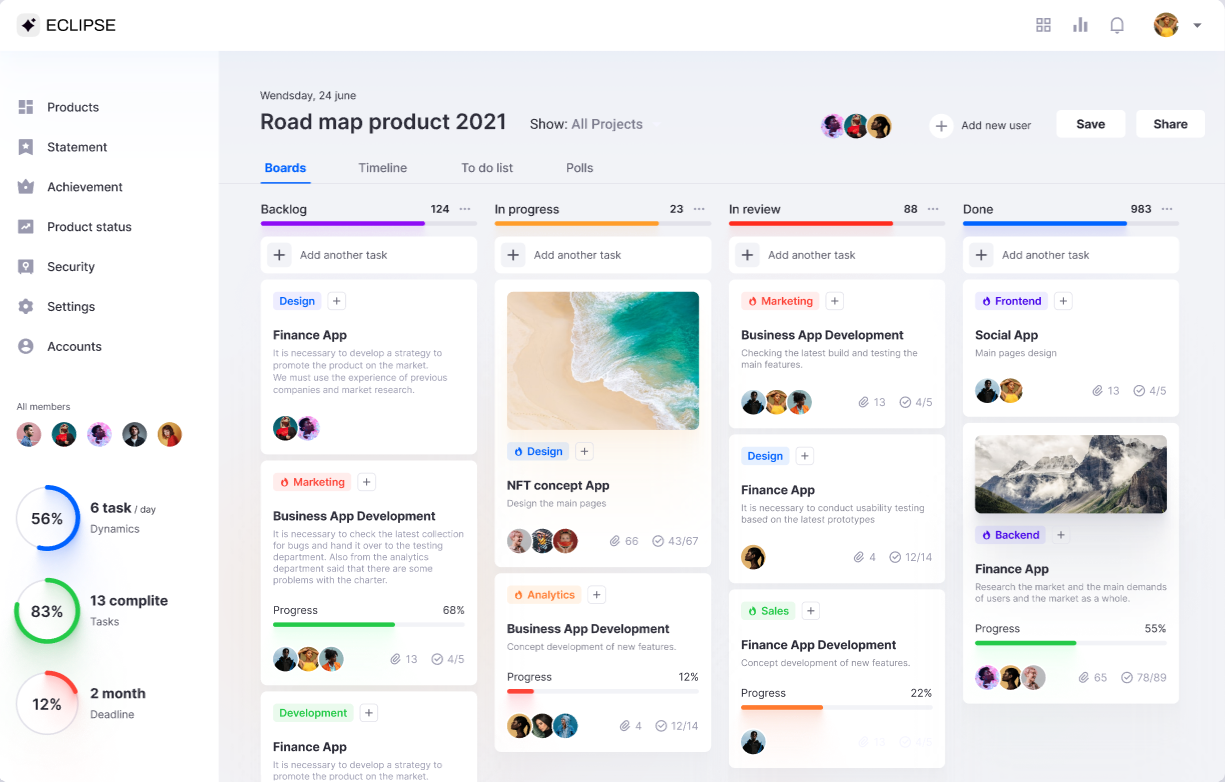 ECLIPSE
Products
Statement
Achievement
Product status
Security
Settings
Accounts
All members
56%
6 task / day
Dynamics
83%
13 complite
Tasks
12%
2 month
Deadline
Wendsday, 24 june
Road map product 2021
Show: All Projects
Add new user
Save
Share
Boards
Timeline
To do list
Polls
Backlog
124
Add another task
Design
Finance App
It is necessary to develop a strategy to
promote the product on the market.
We must use the experience of previous
companies and market research.
Marketing
Business App Development
It is necessary to check the latest collection
for bugs and hand it over to the testing
department. Also from the analytics
department said that there are some
problems with the charter.
Progress
68%
13
4/5
Development
Finance App
It is necessary to develop a strategy to
promote the product on the market.
In progress
23
Add another task
Design
NFT concept App
Design the main pages
66
43/67
Analytics
Business App Development
Concept development of new features.
Progress
12%
4
12/14
In review
88
Add another task
Marketing
Business App Development
Checking the latest build and testing the
main features.
13
4/5
Design
Finance App
It is necessary to conduct usability testing
based on the latest prototypes
4
12/14
Sales
Finance App Development
Concept development of new features.
Progress
22%
13
4/5
Done
983
Add another task
Frontend
Social App
Main pages design
13
4/5
Backend
Finance App
Research the market and the main demands
of users and the market as a whole.
Progress
55%
65
78/89